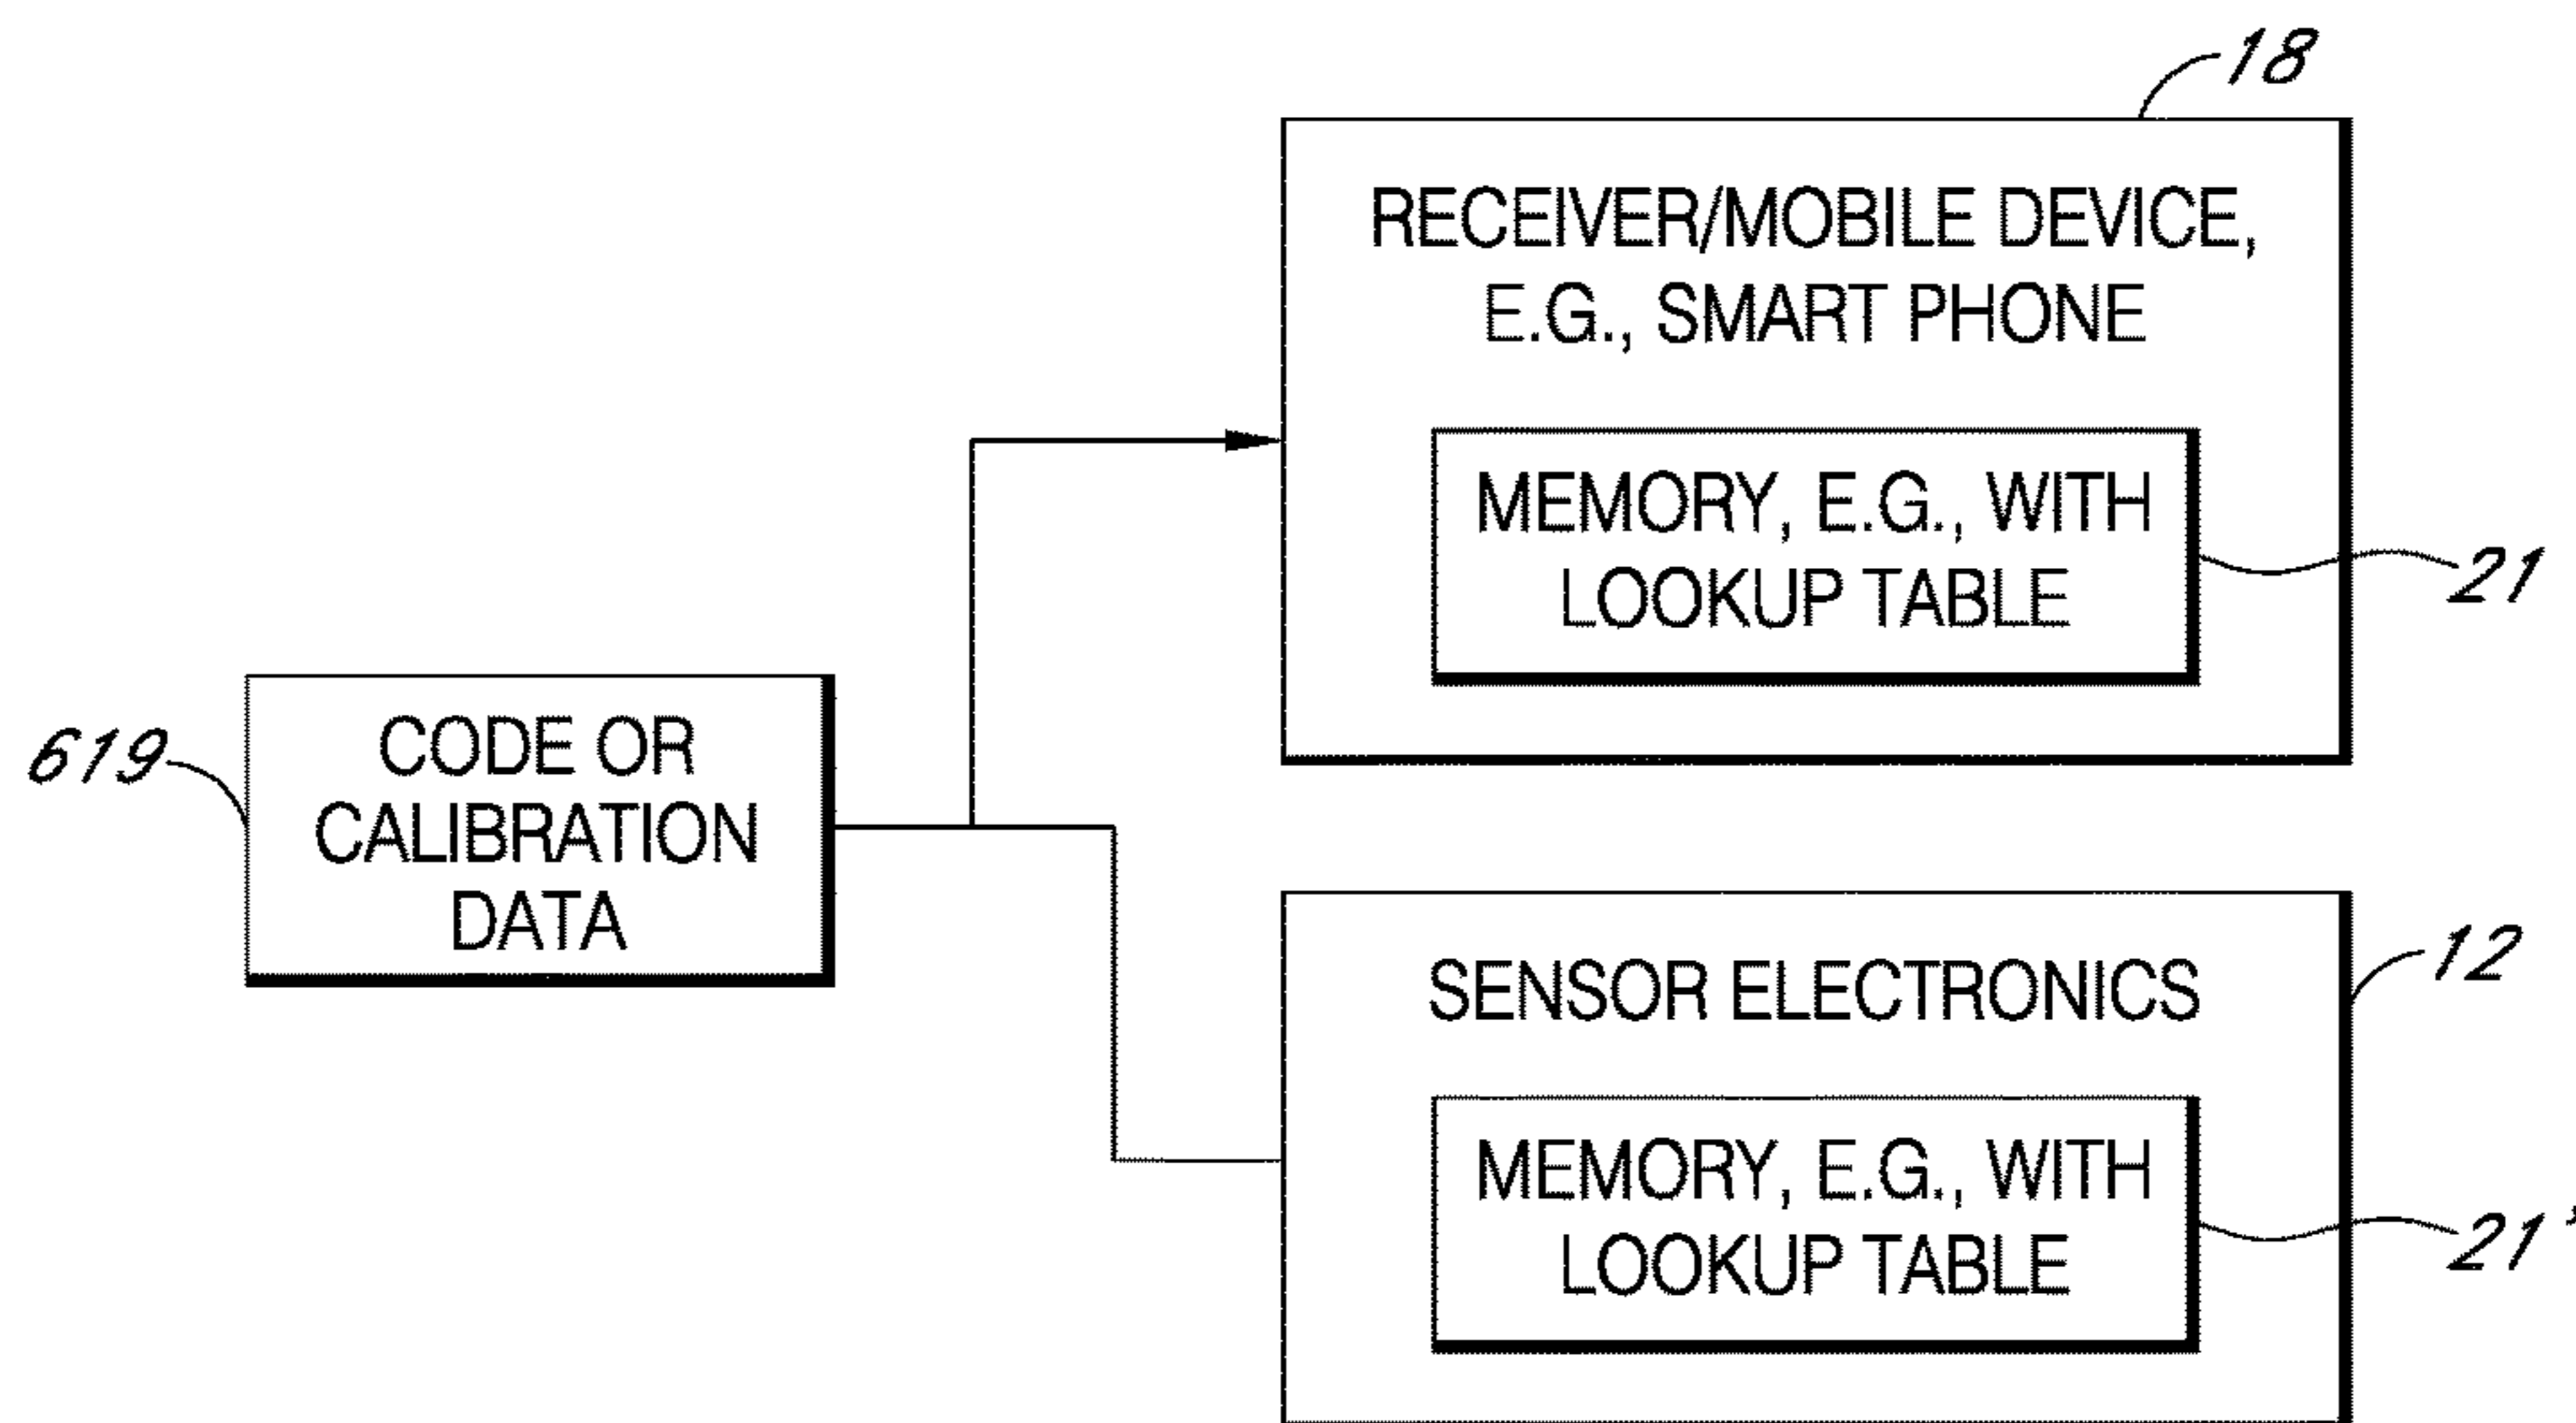 18
RECEIVER/MOBILE DEVICE,
E.G., SMART PHONE
MEMORY, E.G., WITH
LOOKUP TABLE
21
619
CODE OR
CALIBRATION
DATA
12
SENSOR ELECTRONICS
MEMORY, E.G., WITH
LOOKUP TABLE
21'